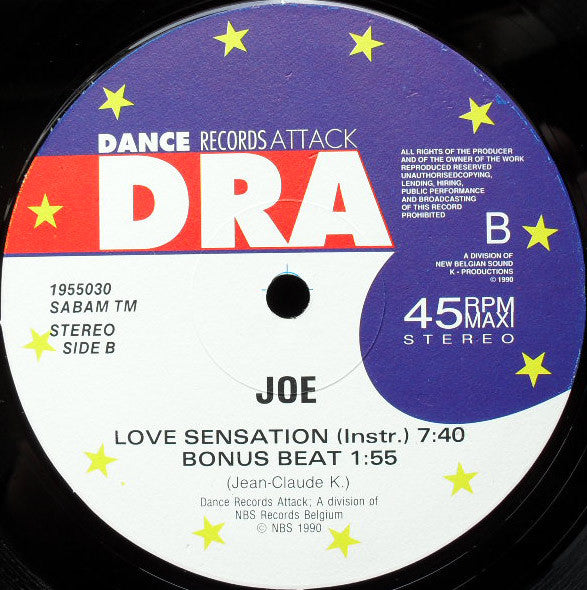 DANCE RECORDS ATTACK
DRA
ALL RIGHTS OF THE PRODUCER
AND OF THE OWNER OF THE WORK
REPRODUCED RESERVED
UNAUTHORISEDCOPYING,
LENDING, HIRING,
PUBLIC PERFORMANCE
AND BROADCASTING
OF THIS RECORD
PROHIBITED
B
A DIVISION OF
NEW BELGIAN SOUND
K - PRODUCTIONS
© 1990
1955030
SABAM TM
STEREO
SIDE B
45 RPM
MAXI
STEREO
JOE
LOVE SENSATION (Instr.) 7:40
BONUS BEAT 1:55
(Jean-Claude K.)
Dance Records Attack; A division of
NBS Records Belgium
© NBS 1990